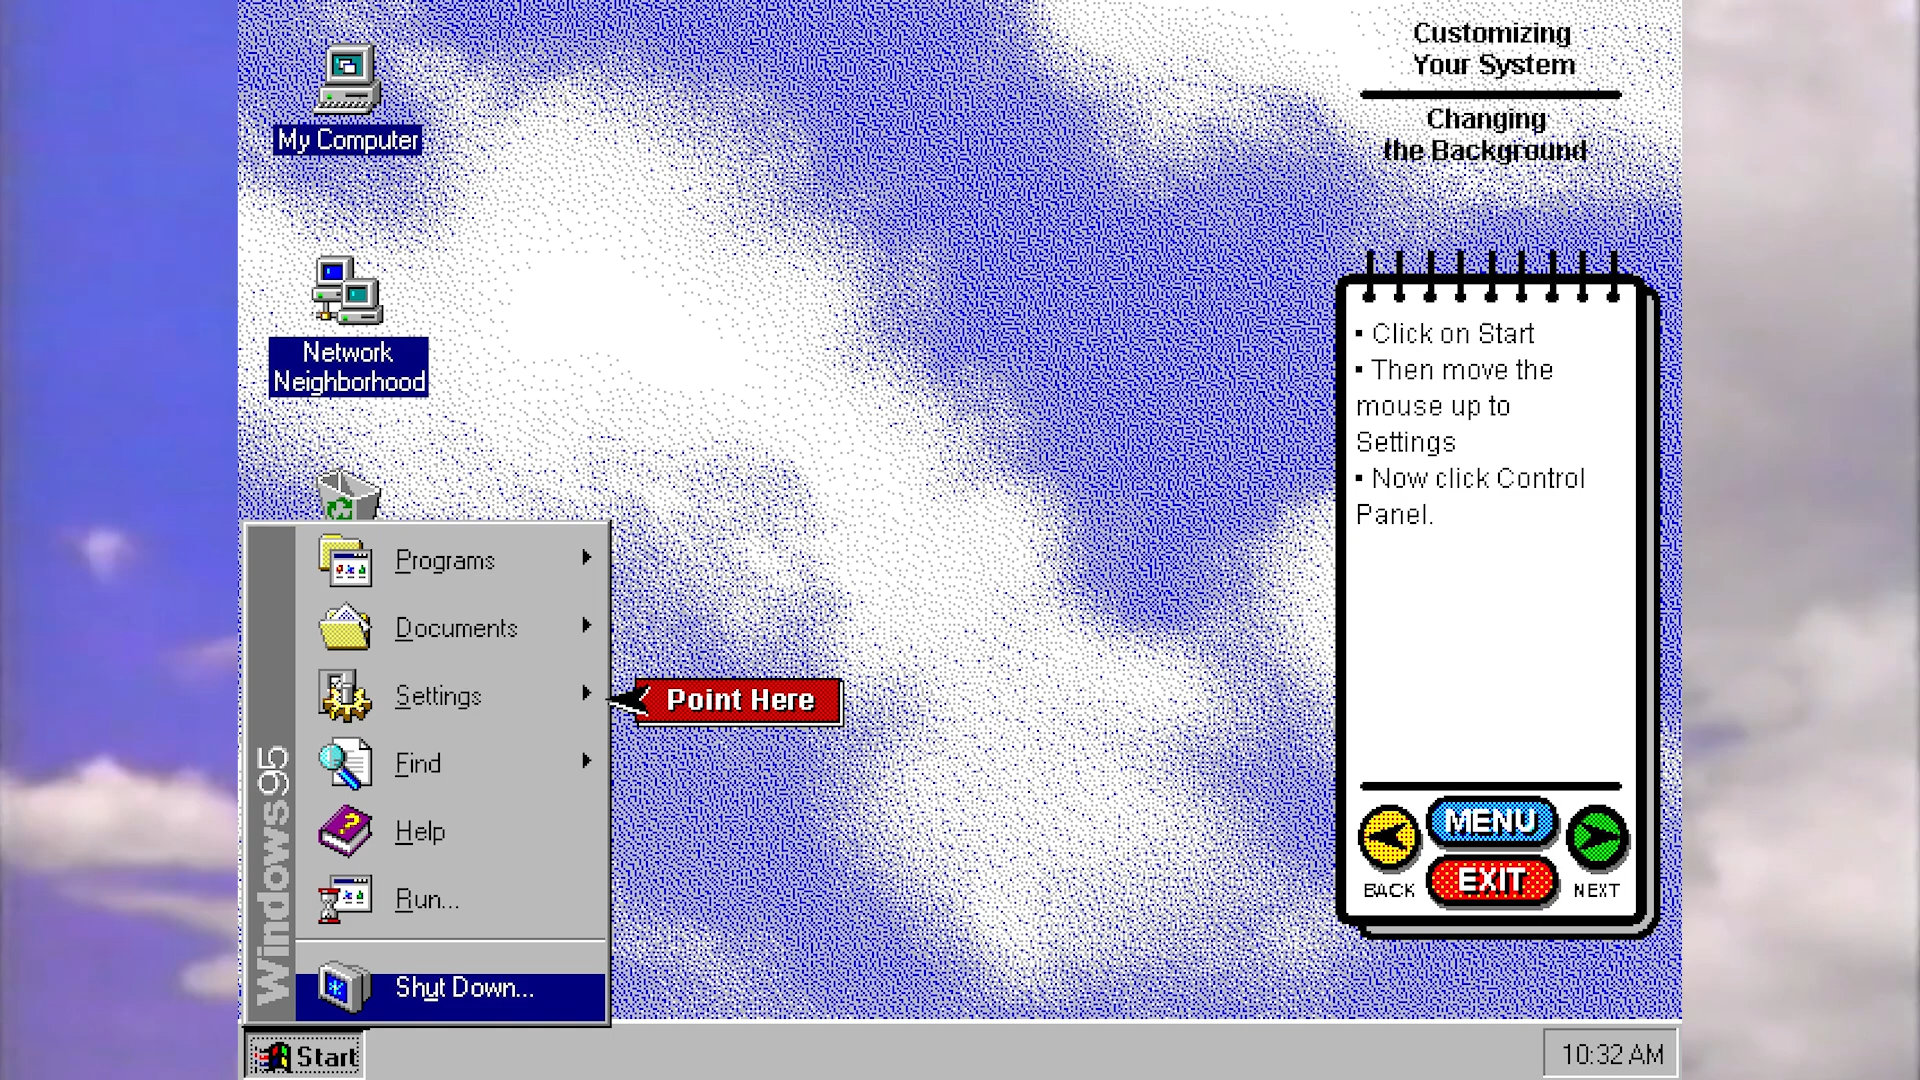 Customizing
Your System
Changing
the Background
My Computer
Network
Neighborhood
▪ Click on Start
▪ Then move the
mouse up to
Settings
▪ Now click Control
Panel.
Programs
Documents
Settings
Point Here
Find
Help
Run...
Shut Down...
Windows95
MENU
EXIT
BACK
NEXT
Start
10:32 AM